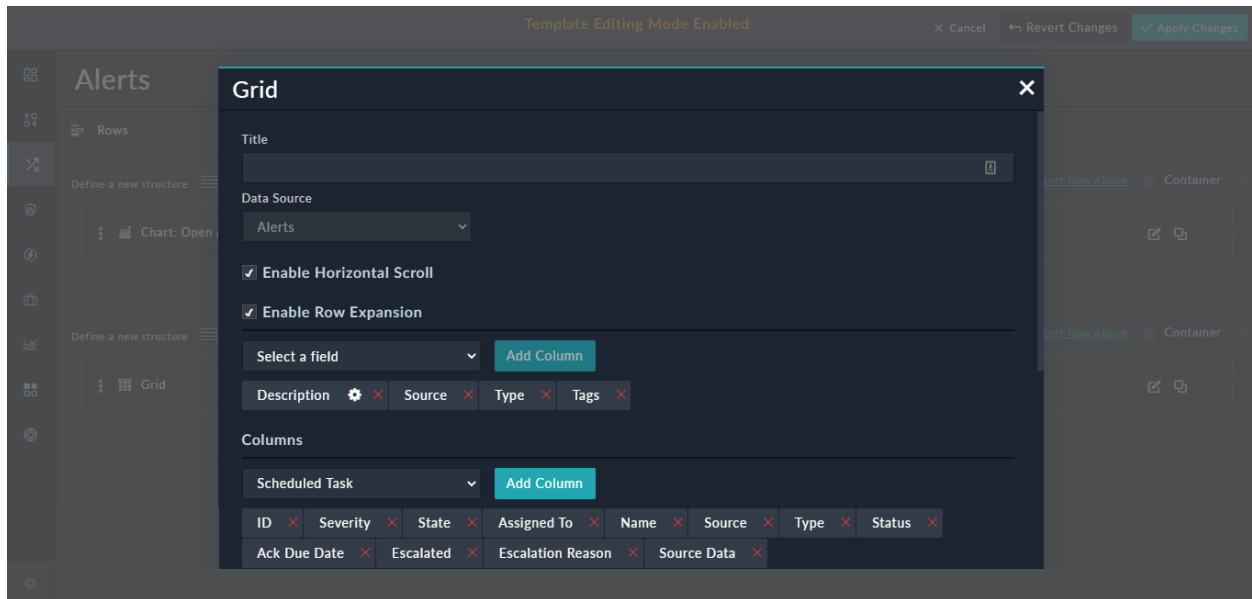 Template Editing Mode Enabled
Cancel
Revert Changes
Apply Changes
Alerts
Rows
Define a new structure
Row Above
Container
Chart: Open
Define a new structure
Row Above
Container
Grid
Grid
Title
Data Source
Alerts
Enable Horizontal Scroll
Enable Row Expansion
Select a field
Add Column
Description Source Type Tags
Columns
Scheduled Task
Add Column
ID Severity State Assigned To Name Source Type Status
Ack Due Date Escalated Escalation Reason Source Data
@